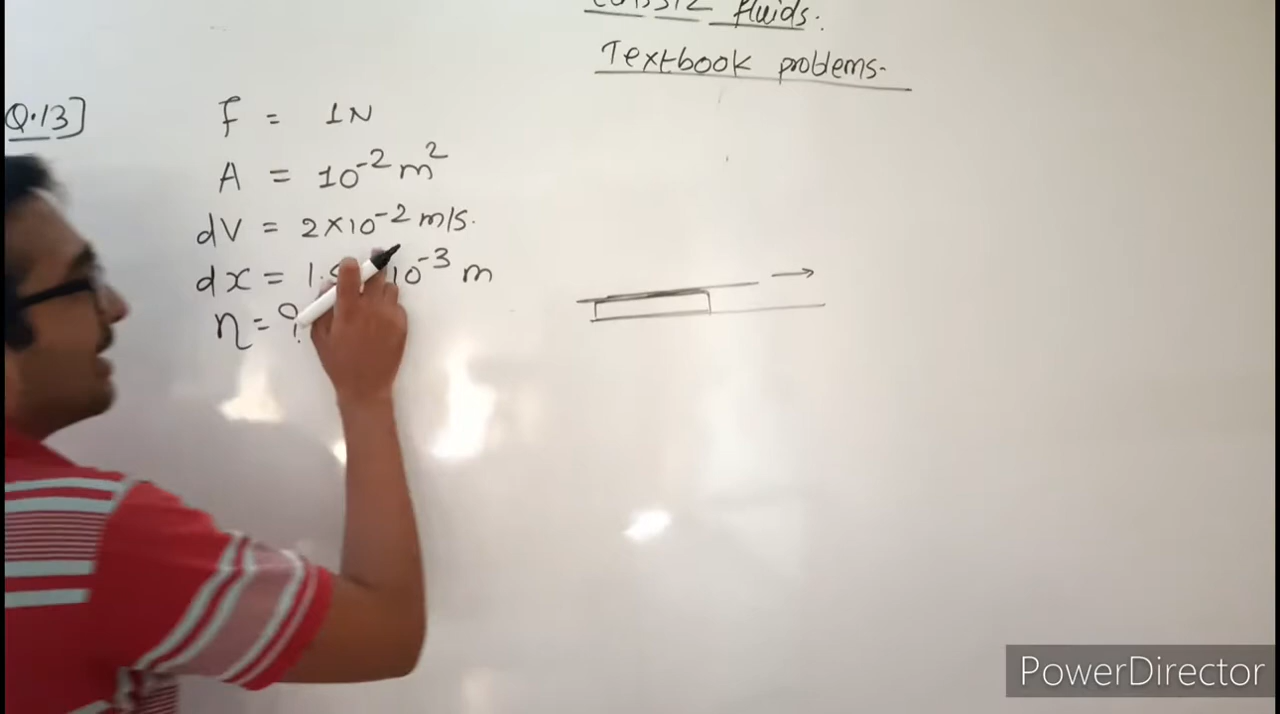 fluids.
Textbook problems.
Q.13]
F = 1N
A = 10⁻² m²
dV = 2×10⁻² m/s.
dx = 1. 10⁻³ m
η = ?
PowerDirector